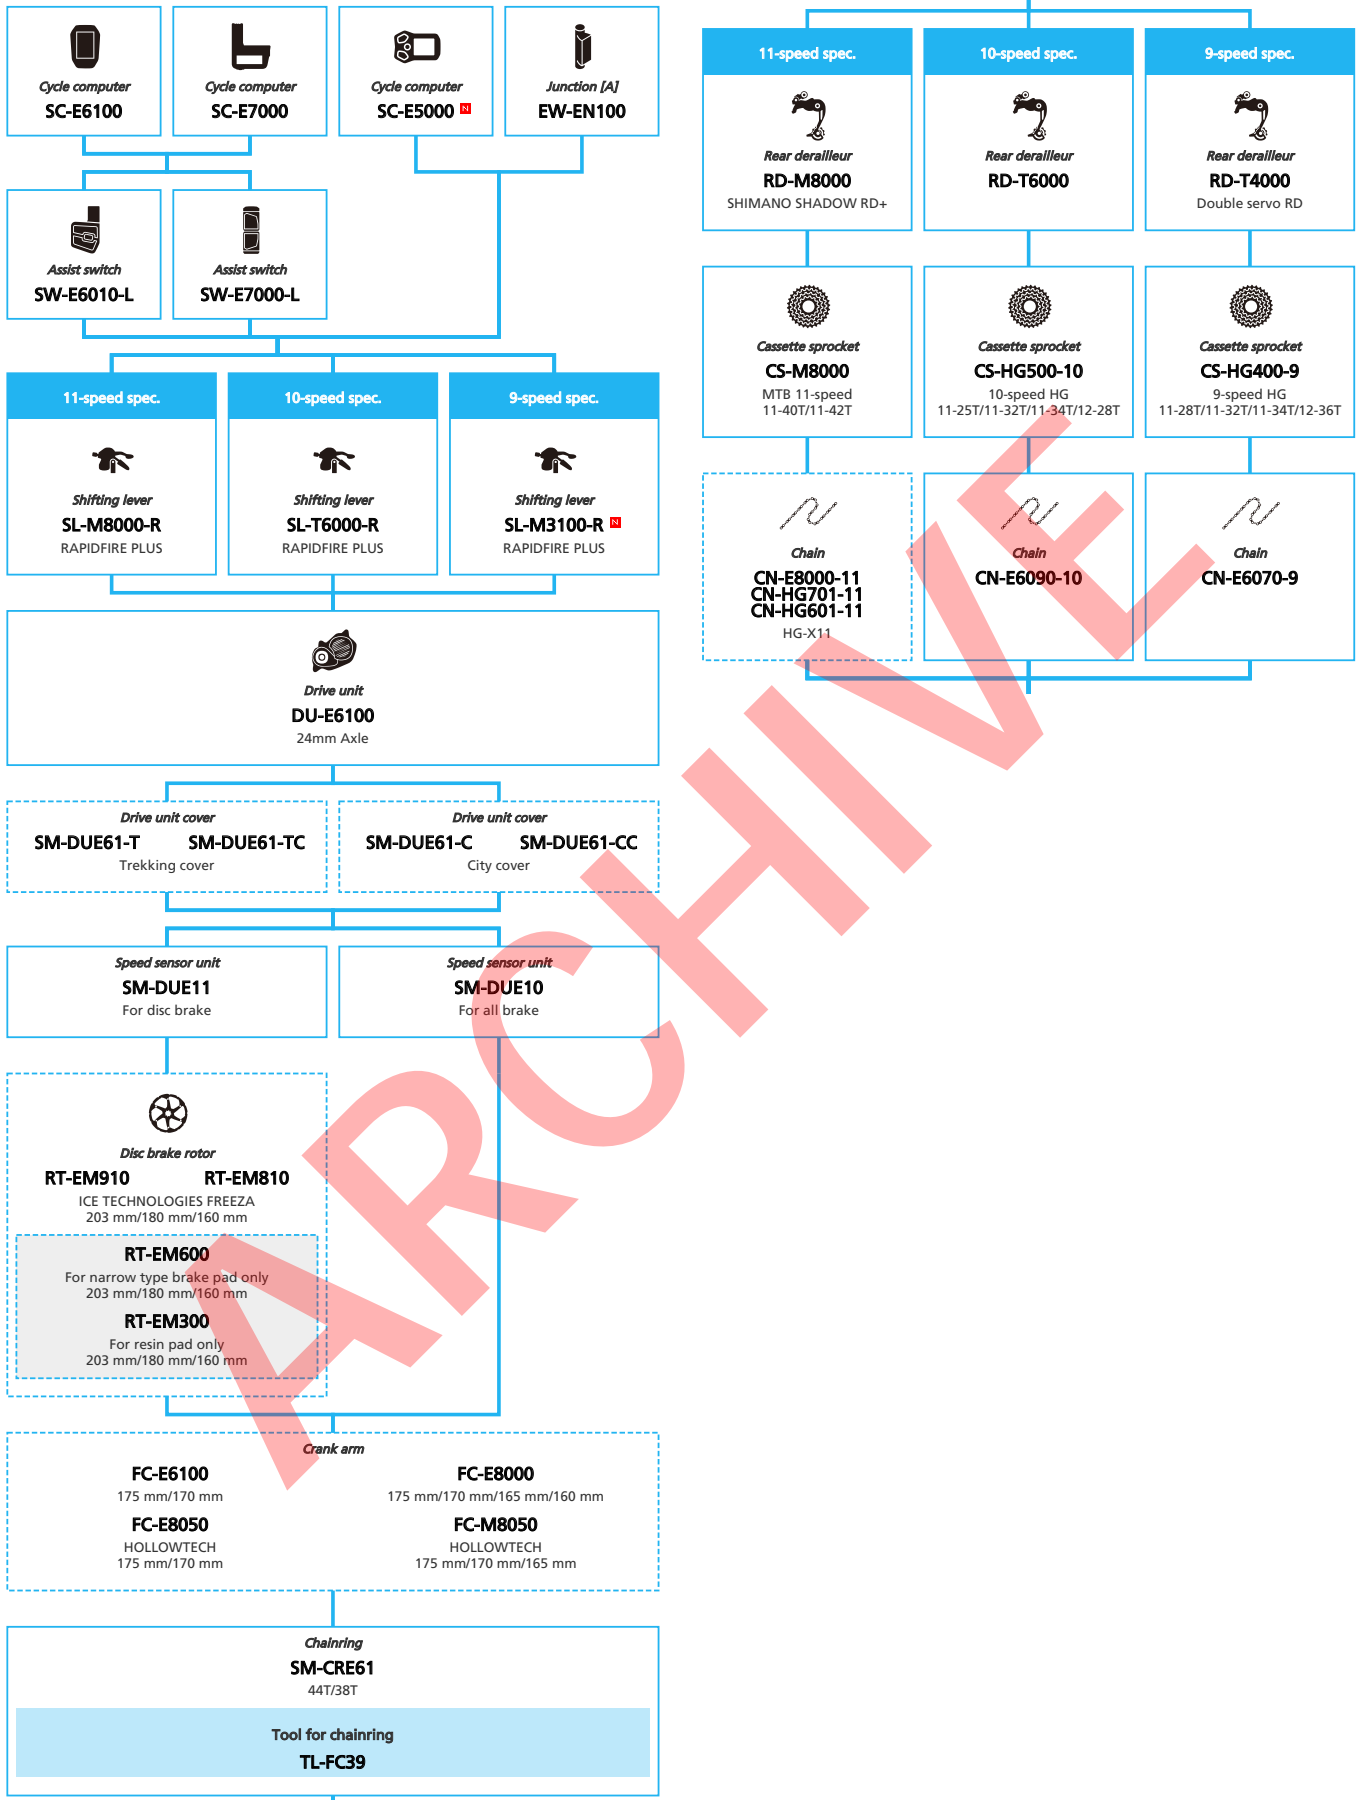 Cycle computer
SC-E6100
Cycle computer
SC-E7000
Cycle computer
SC-E5000 N
Junction [A]
EW-EN100
Assist switch
SW-E6010-L
Assist switch
SW-E7000-L
11-speed spec.
Shifting lever
SL-M8000-R
RAPIDFIRE PLUS
10-speed spec.
Shifting lever
SL-T6000-R
RAPIDFIRE PLUS
9-speed spec.
Shifting lever
SL-M3100-R N
RAPIDFIRE PLUS
Drive unit
DU-E6100
24mm Axle
Drive unit cover
SM-DUE61-T SM-DUE61-TC
Trekking cover
Drive unit cover
SM-DUE61-C SM-DUE61-CC
City cover
Speed sensor unit
SM-DUE11
For disc brake
Speed sensor unit
SM-DUE10
For all brake
Disc brake rotor
RT-EM910 RT-EM810
ICE TECHNOLOGIES FREEZA
203 mm/180 mm/160 mm
RT-EM600
For narrow type brake pad only
203 mm/180 mm/160 mm
RT-EM300
For resin pad only
203 mm/180 mm/160 mm
Crank arm
FC-E6100
175 mm/170 mm
FC-E8000
175 mm/170 mm/165 mm/160 mm
FC-E8050
HOLLOWTECH
175 mm/170 mm
FC-M8050
HOLLOWTECH
175 mm/170 mm/165 mm
Chainring
SM-CRE61
44T/38T
Tool for chainring
TL-FC39
11-speed spec.
Rear derailleur
RD-M8000
SHIMANO SHADOW RD+
10-speed spec.
Rear derailleur
RD-T6000
9-speed spec.
Rear derailleur
RD-T4000
Double servo RD
Cassette sprocket
CS-M8000
MTB 11-speed
11-40T/11-42T
Cassette sprocket
CS-HG500-10
10-speed HG
11-25T/11-32T/11-34T/12-28T
Cassette sprocket
CS-HG400-9
9-speed HG
11-28T/11-32T/11-34T/12-36T
Chain
CN-E8000-11
CN-HG701-11
CN-HG601-11
HG-X11
Chain
CN-E6090-10
Chain
CN-E6070-9
ARCHIVE